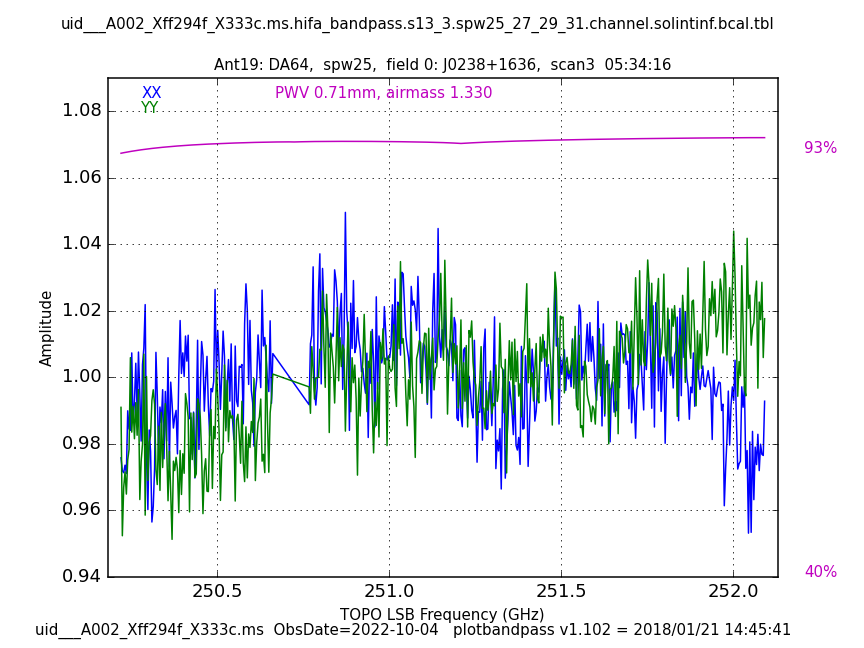 uid___A002_Xff294f_X333c.ms.hifa_bandpass.s13_3.spw25_27_29_31.channel.solintinf.bcal.tbl
Ant19: DA64,  spw25,  field 0: J0238+1636,  scan3  05:34:16
XX
YY
PWV 0.71mm, airmass 1.330
93%
40%
1.08
1.06
1.04
1.02
1.00
0.98
0.96
0.94
Amplitude
250.5
251.0
251.5
252.0
TOPO LSB Frequency (GHz)
uid___A002_Xff294f_X333c.ms  ObsDate=2022-10-04   plotbandpass v1.102 = 2018/01/21 14:45:41